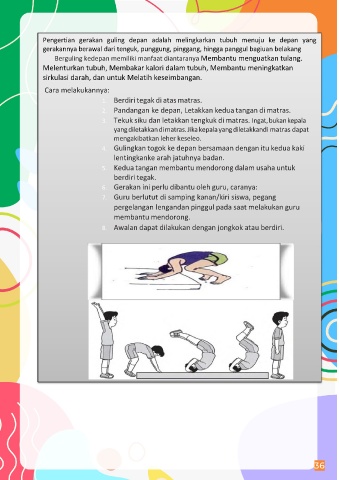 Pengertian gerakan guling depan adalah melingkarkan tubuh menuju ke depan yang
gerakannya berawal dari tengkuk, punggung, pinggang, hingga panggul bagiuan belakang
Berguling kedepan memiliki manfaat diantaranya Membantu menguatkan tulang.
Melenturkan tubuh, Membakar kalori dalam tubuh, Membantu meningkatkan
sirkulasi darah, dan untuk Melatih keseimbangan.
Cara melakukannya:
1. Berdiri tegak di atas matras.
2. Pandangan ke depan, Letakkan kedua tangan di matras.
3. Tekuk siku dan letakkan tengkuk di matras. Ingat, bukan kepala
yang diletakkan di matras. Jika kepala yang diletakkandi matras dapat
mengakibatkan leher keseleo.
4. Gulingkan togok ke depan bersamaan dengan itu kedua kaki
lentingkanke arah jatuhnya badan.
5. Kedua tangan membantu mendorong dalam usaha untuk
berdiri tegak.
6. Gerakan ini perlu dibantu oleh guru, caranya:
7. Guru berlutut di samping kanan/kiri siswa, pegang
pergelangan lengandan pinggul pada saat melakukan guru
membantu mendorong.
8. Awalan dapat dilakukan dengan jongkok atau berdiri.
36